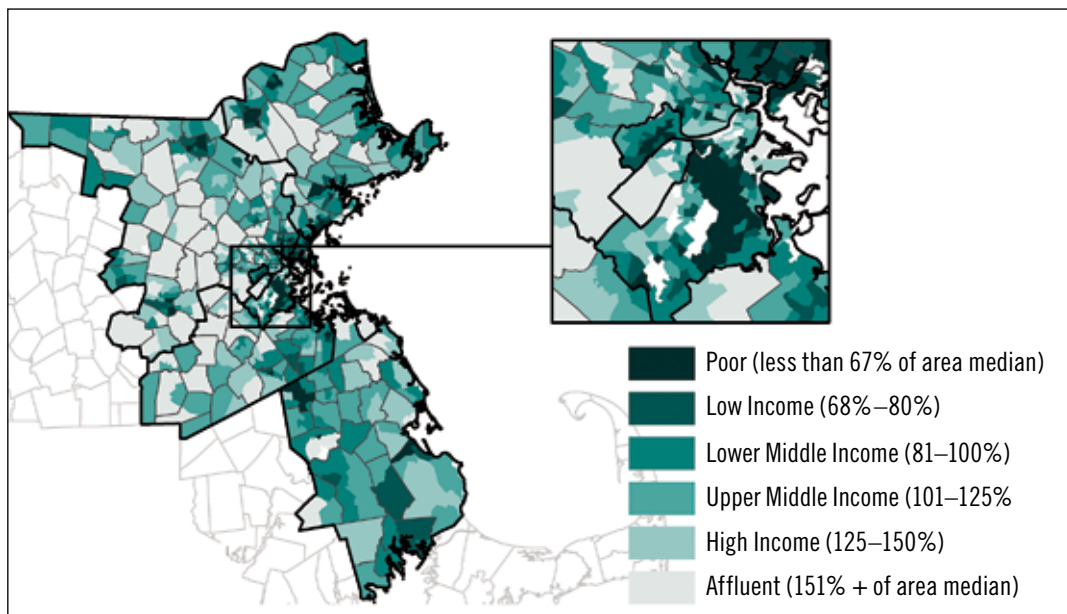 Poor (less than 67% of area median)
Low Income (68%–80%)
Lower Middle Income (81–100%)
Upper Middle Income (101–125%
High Income (125–150%)
Affluent (151% + of area median)